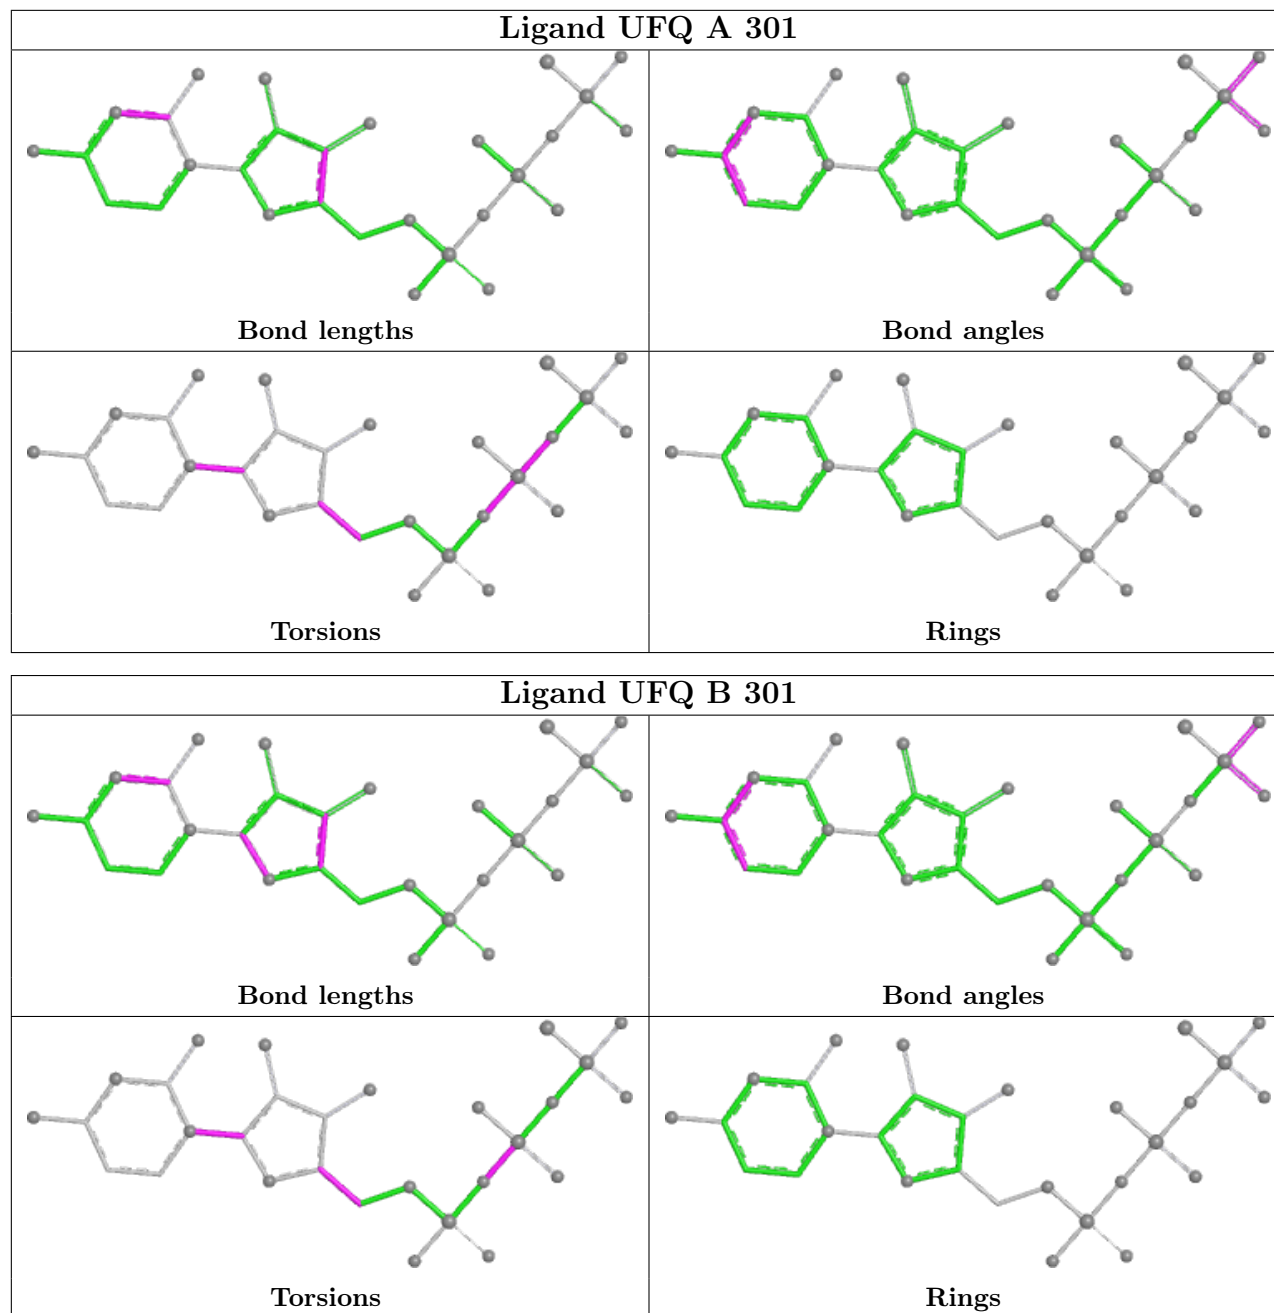 Ligand UFQ A 301
Bond lengths
Bond angles
Torsions
Rings
Ligand UFQ B 301
Bond lengths
Bond angles
Torsions
Rings